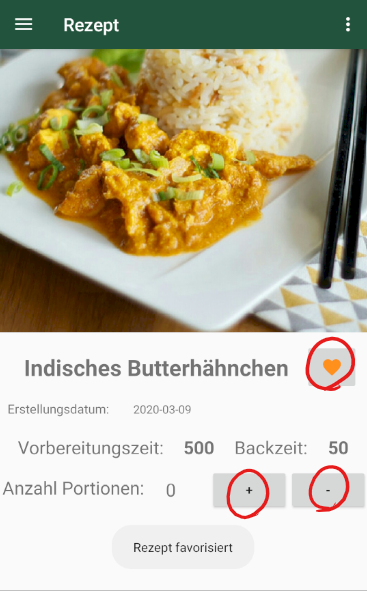 Rezept
Indisches Butterhähnchen
Erstellungsdatum: 2020-03-09
Vorbereitungszeit: 500 Backzeit: 50
Anzahl Portionen: 0 + -
Rezept favorisiert